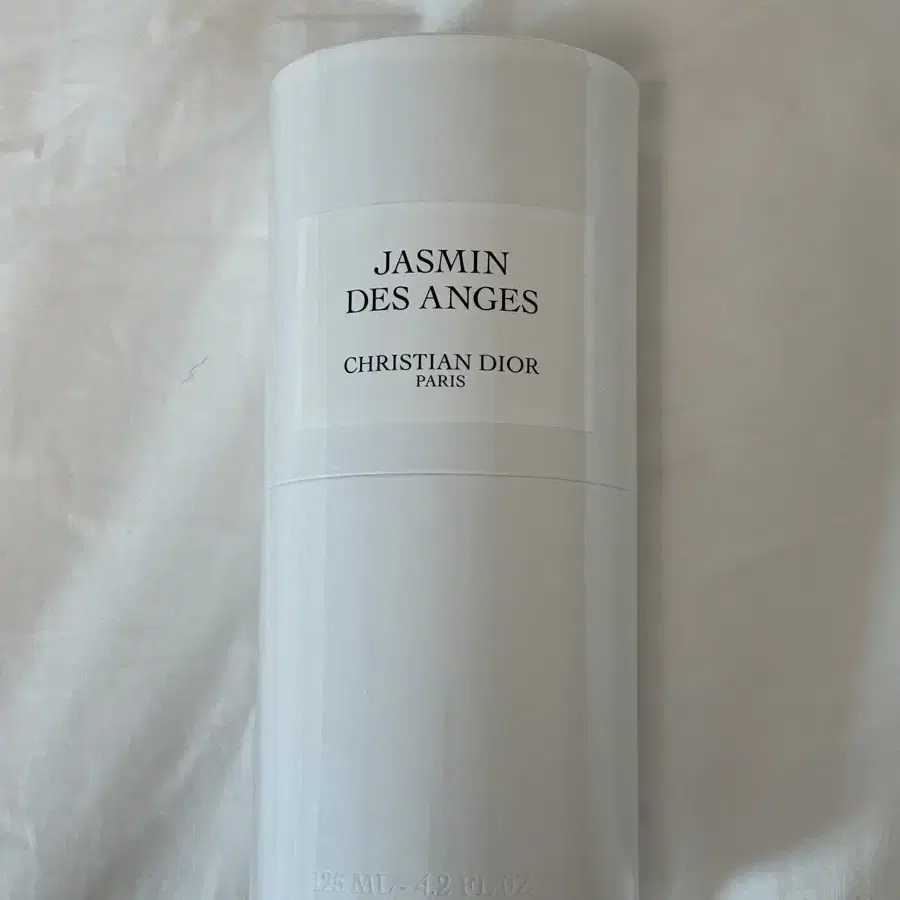 JASMIN
DES ANGES
CHRISTIAN DIOR
PARIS
125 ML - 4.2 FL.OZ.